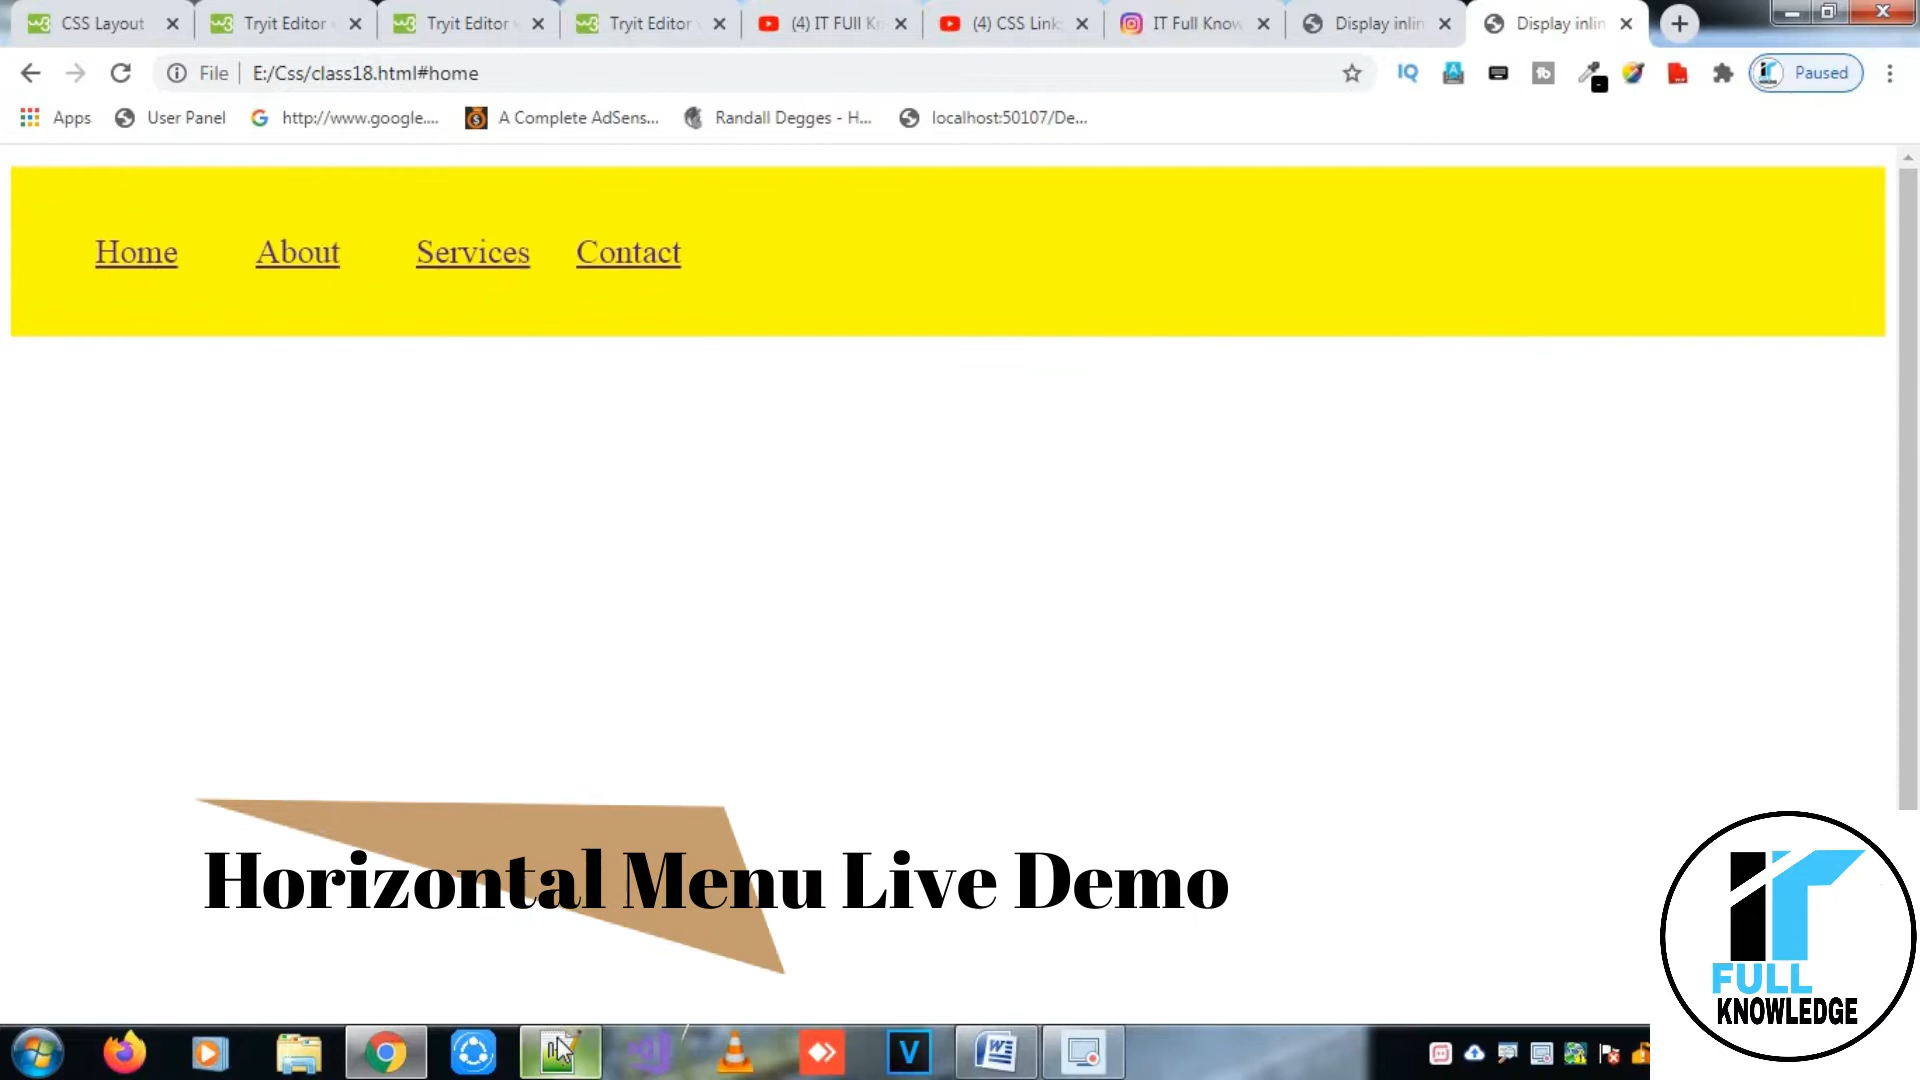 CSS Layout
Tryit Editor
Tryit Editor
Tryit Editor
(4) IT FUll Kn
(4) CSS Link
IT Full Know
Display inlin
Display inlin
File
E:/Css/class18.html#home
IQ
Paused
Apps
User Panel
http://www.google....
A Complete AdSens...
Randall Degges - H...
localhost:50107/De...
Home About Services Contact
Horizontal Menu Live Demo
IT
FULL
KNOWLEDGE